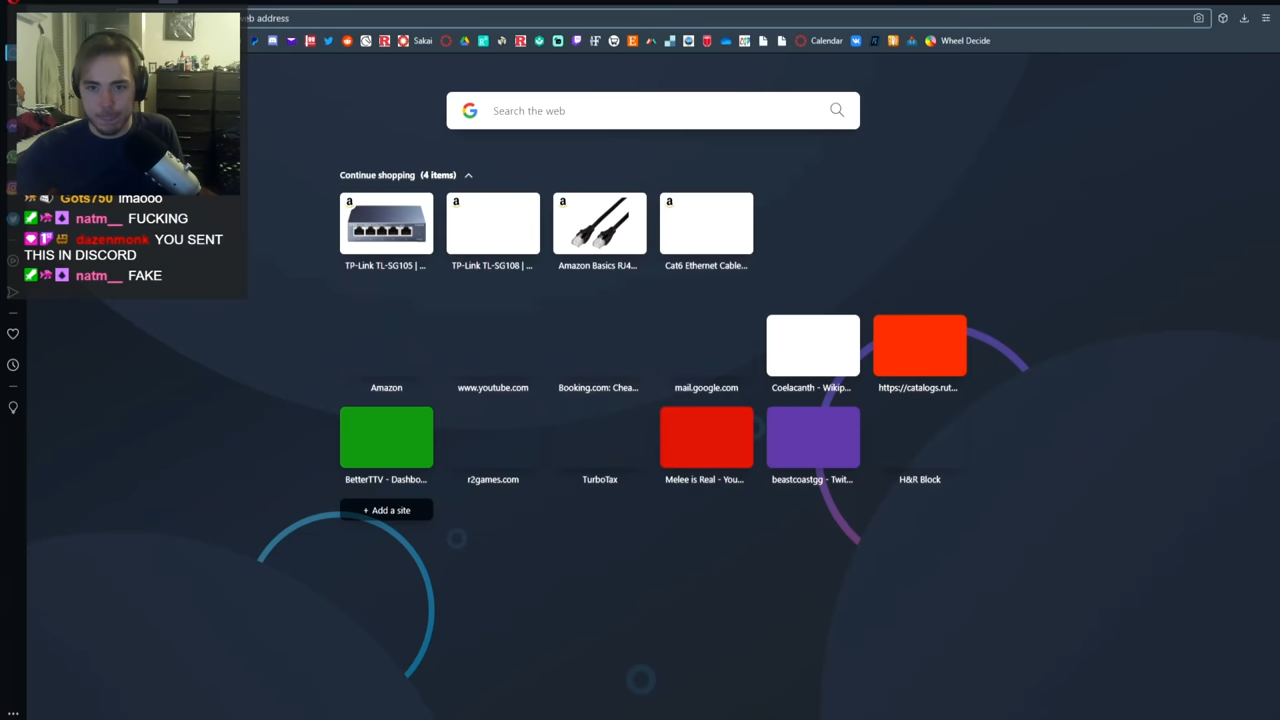 eb address
Sakai
Calendar
Wheel Decide
Search the web
Gots750 lmaooo
natm__ FUCKING
dazenmonk YOU SENT
THIS IN DISCORD
natm__ FAKE
Continue shopping (4 items)
TP-Link TL-SG105 | ...
TP-Link TL-SG108 | ...
Amazon Basics RJ4...
Cat6 Ethernet Cable...
Amazon
www.youtube.com
Booking.com: Chea...
mail.google.com
Coelacanth - Wikip...
https://catalogs.rut...
BetterTTV - Dashbo...
r2games.com
TurboTax
Melee is Real - You...
beastcoastgg - Twit...
H&R Block
+ Add a site